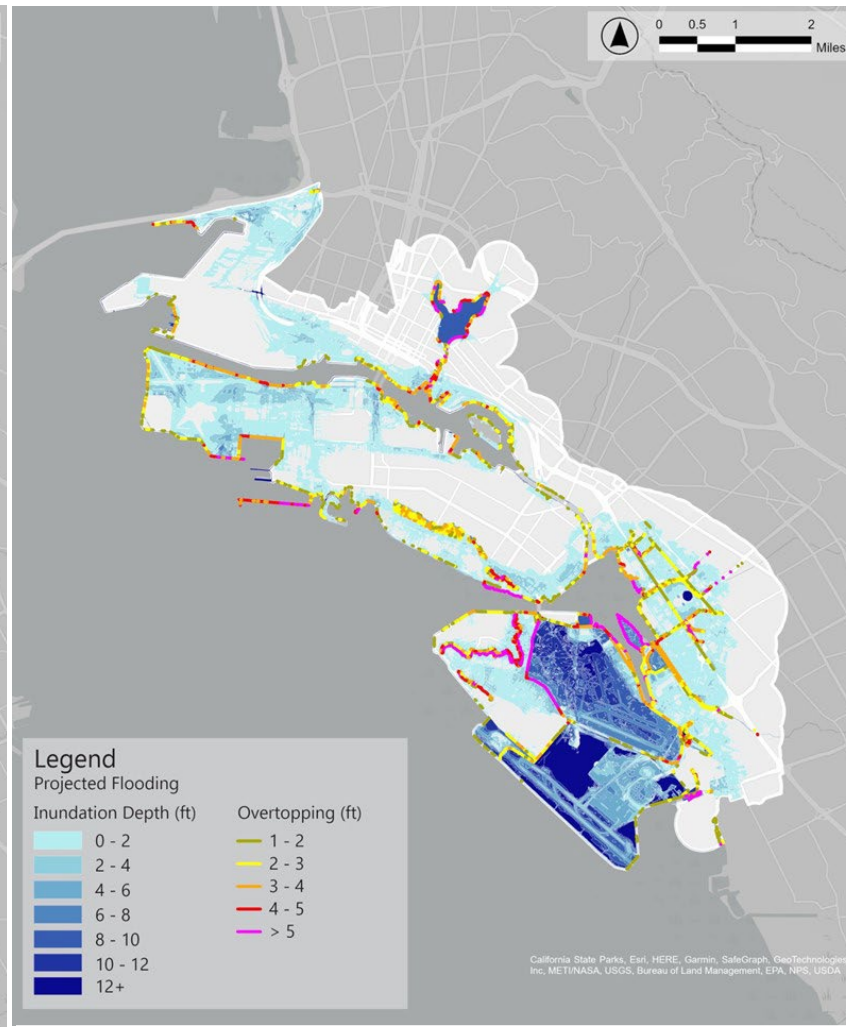 0 0.5 1 2
Miles
Legend
Projected Flooding
Inundation Depth (ft)
0 - 2
2 - 4
4 - 6
6 - 8
8 - 10
10 - 12
12+
Overtopping (ft)
1 - 2
2 - 3
3 - 4
4 - 5
> 5
California State Parks, Esri, HERE, Garmin, SafeGraph, GeoTechnologies
Inc, METI/NASA, USGS, Bureau of Land Management, EPA, NPS, USDA